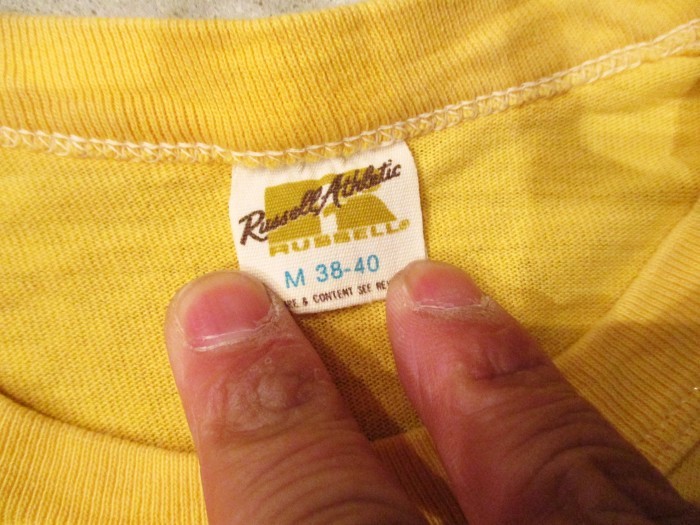 Russell Athletic
RUSSELL®
M 38-40
& CONTENT SEE